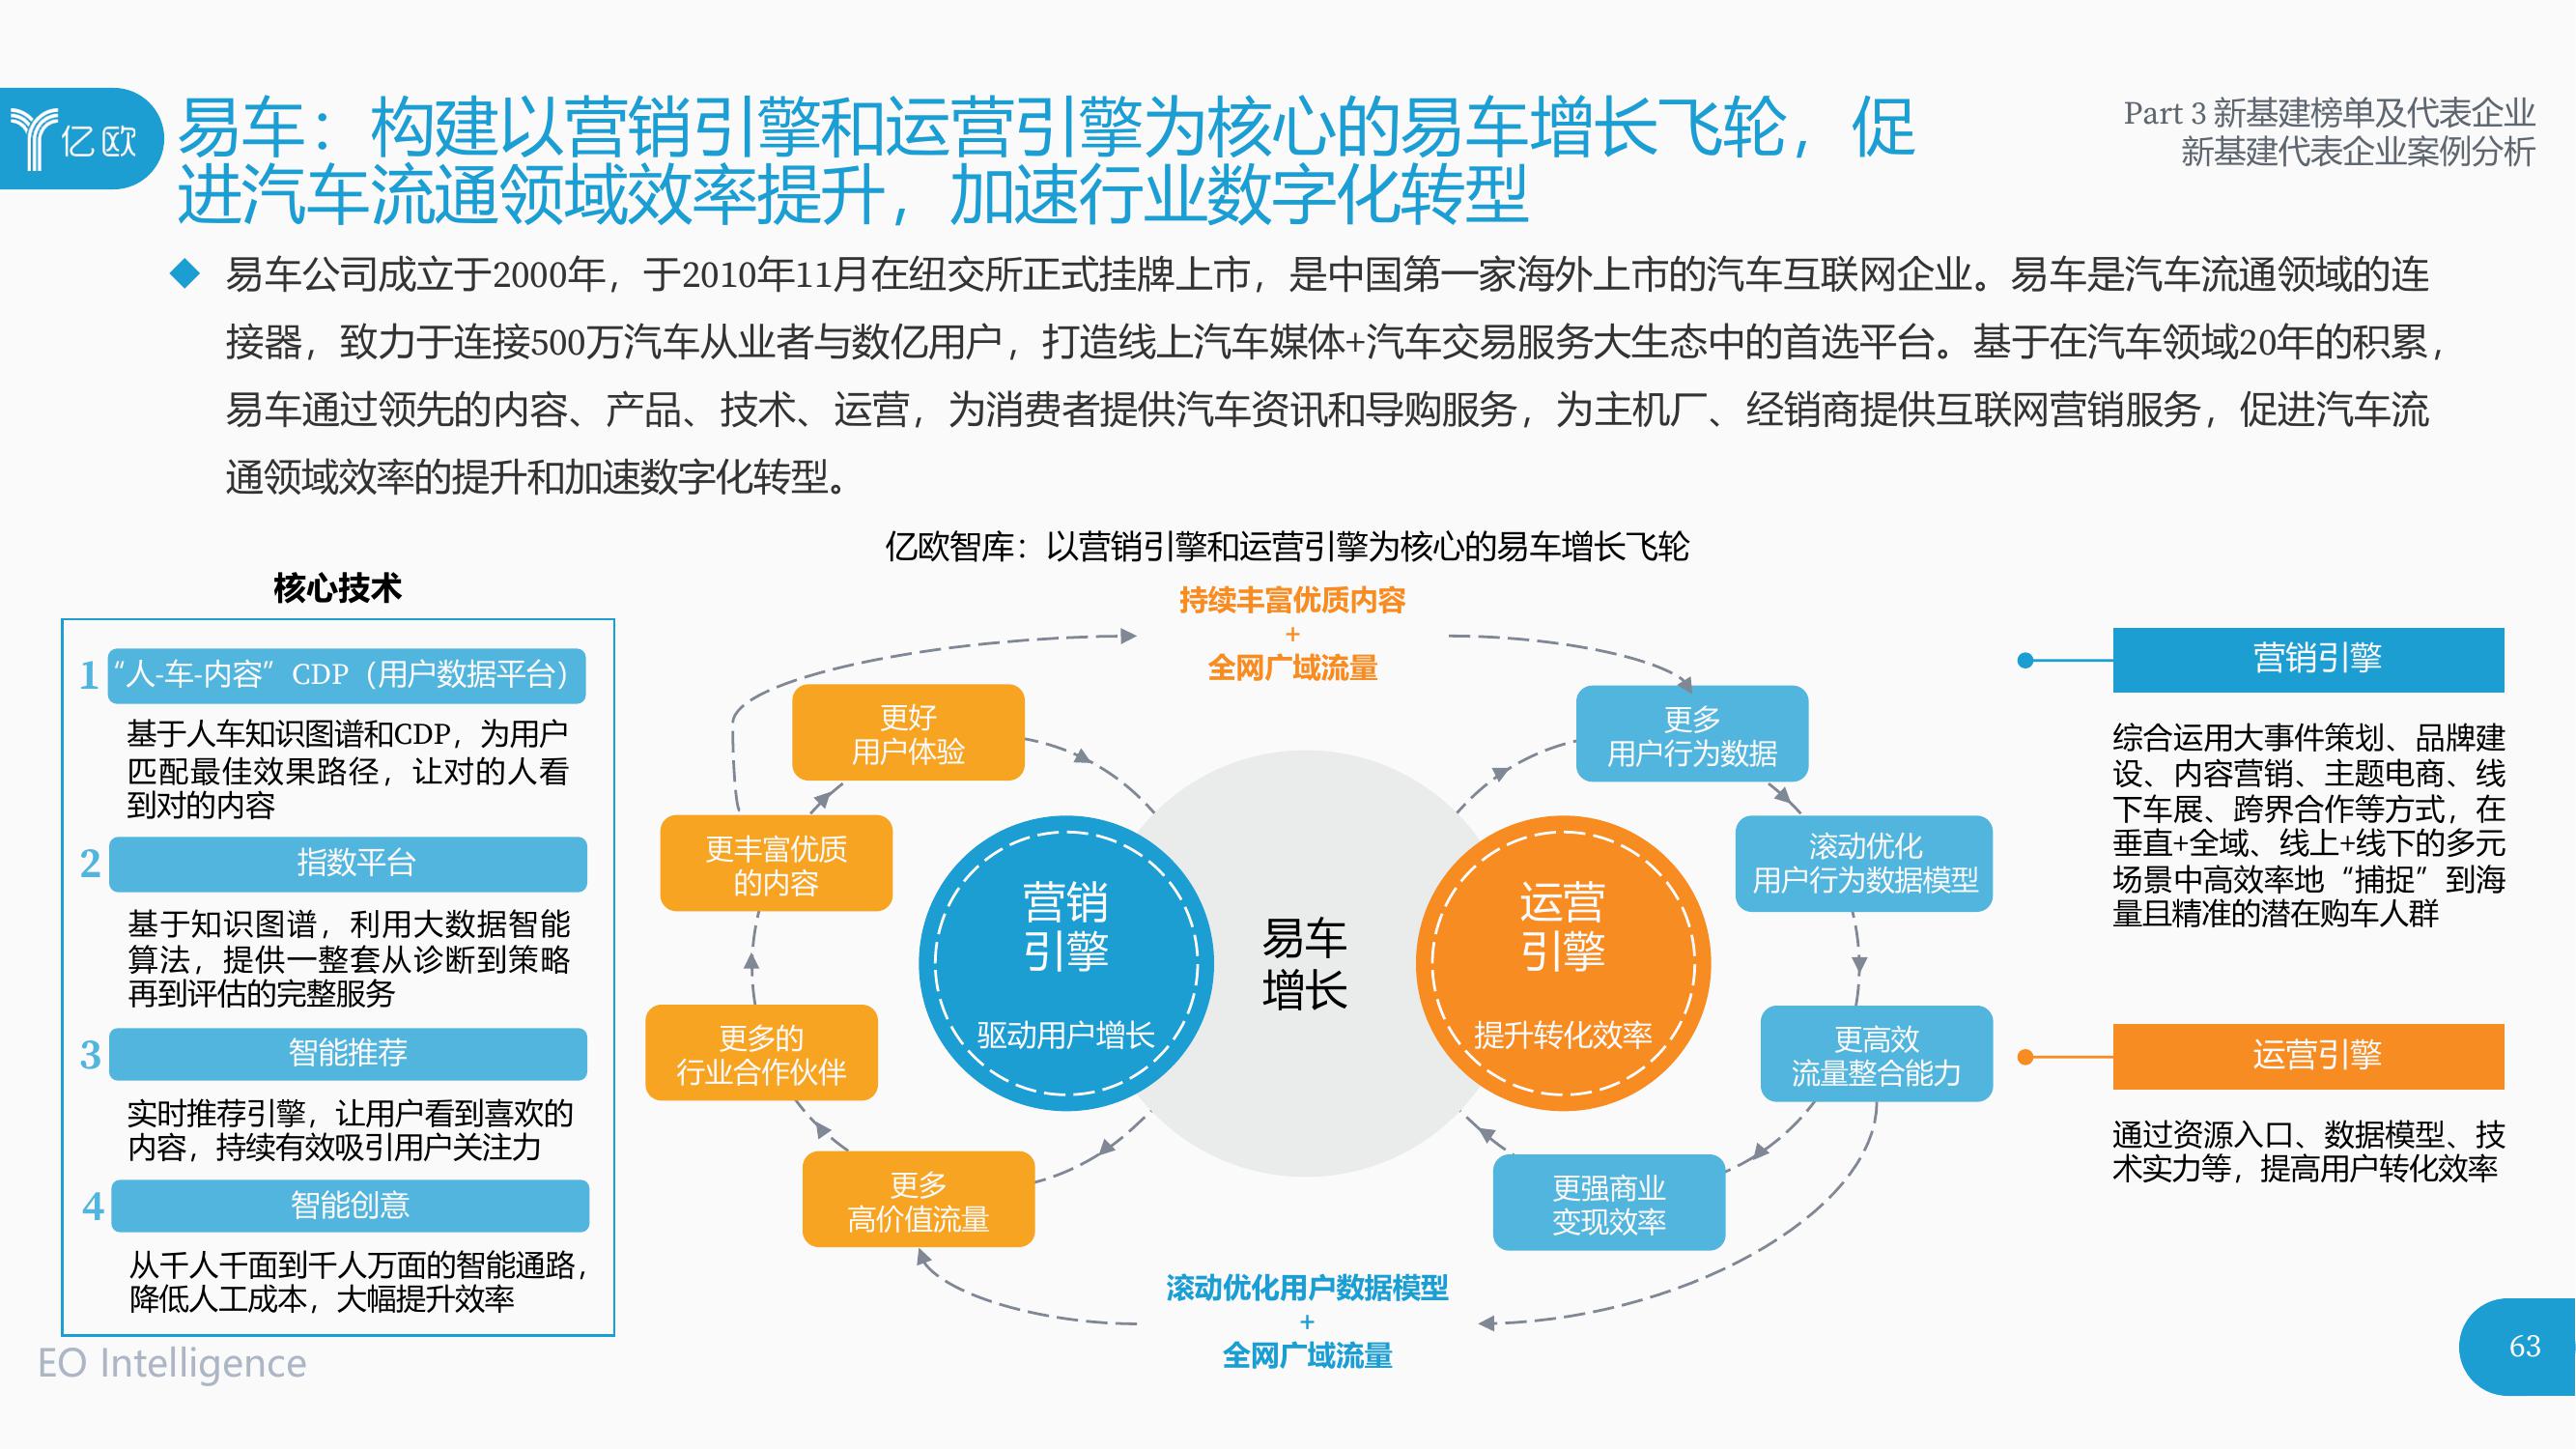 亿欧
易车：构建以营销引擎和运营引擎为核心的易车增长飞轮，促
进汽车流通领域效率提升，加速行业数字化转型
Part 3 新基建榜单及代表企业
新基建代表企业案例分析
易车公司成立于2000年，于2010年11月在纽交所正式挂牌上市，是中国第一家海外上市的汽车互联网企业。易车是汽车流通领域的连
接器，致力于连接500万汽车从业者与数亿用户，打造线上汽车媒体+汽车交易服务大生态中的首选平台。基于在汽车领域20年的积累，
易车通过领先的内容、产品、技术、运营，为消费者提供汽车资讯和导购服务，为主机厂、经销商提供互联网营销服务，促进汽车流
通领域效率的提升和加速数字化转型。
亿欧智库：以营销引擎和运营引擎为核心的易车增长飞轮
核心技术
1 “人-车-内容”CDP（用户数据平台）
基于人车知识图谱和CDP，为用户
匹配最佳效果路径，让对的人看
到对的内容
2 指数平台
基于知识图谱，利用大数据智能
算法，提供一整套从诊断到策略
再到评估的完整服务
3 智能推荐
实时推荐引擎，让用户看到喜欢的
内容，持续有效吸引用户关注力
4 智能创意
从千人千面到千人万面的智能通路，
降低人工成本，大幅提升效率
持续丰富优质内容
+
全网广域流量
更好
用户体验
更丰富优质
的内容
更多的
行业合作伙伴
更多
高价值流量
营销
引擎
驱动用户增长
易车
增长
运营
引擎
提升转化效率
更多
用户行为数据
滚动优化
用户行为数据模型
更高效
流量整合能力
更强商业
变现效率
滚动优化用户数据模型
+
全网广域流量
营销引擎
综合运用大事件策划、品牌建
设、内容营销、主题电商、线
下车展、跨界合作等方式，在
垂直+全域、线上+线下的多元
场景中高效率地“捕捉”到海
量且精准的潜在购车人群
运营引擎
通过资源入口、数据模型、技
术实力等，提高用户转化效率
EO Intelligence
63